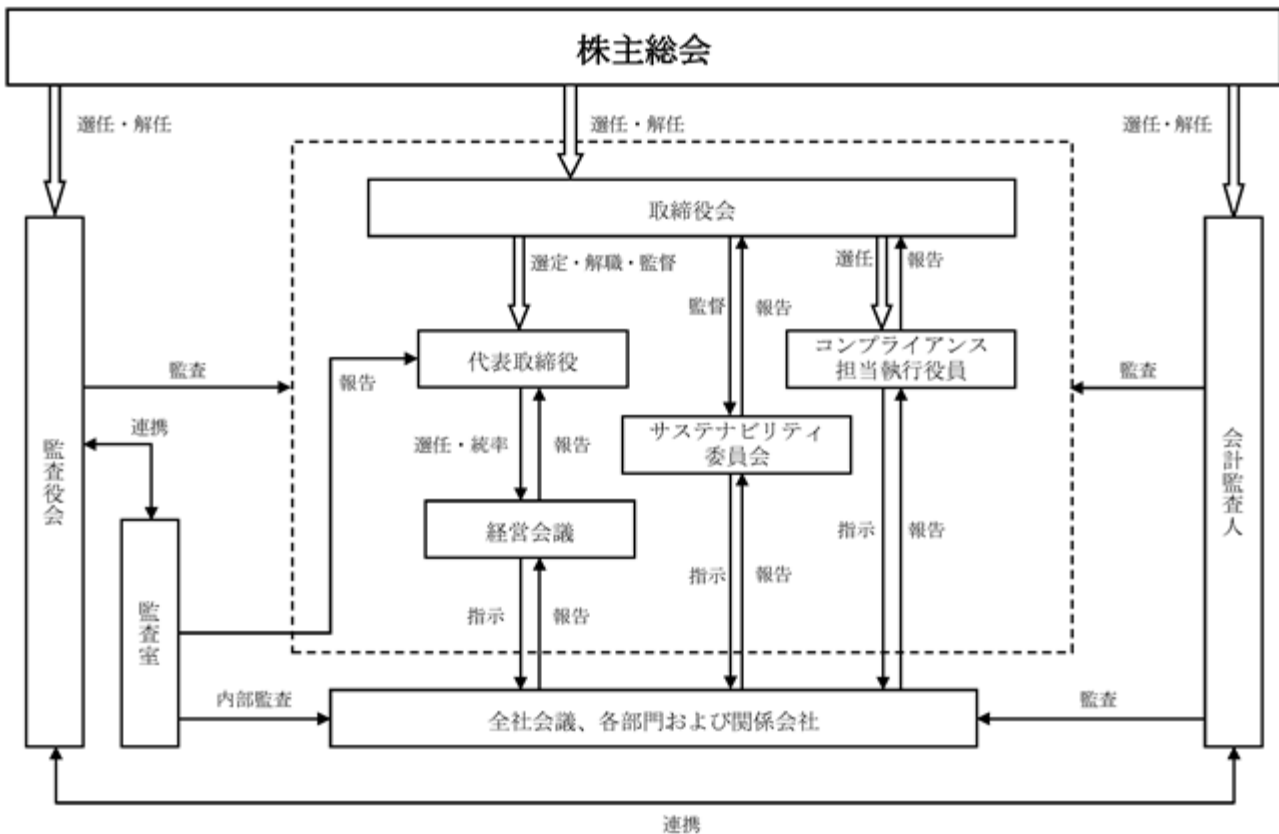 株主総会
選任・解任
選任・解任
選任・解任
取締役会
選定・解職・監督
監督
報告
選任
報告
代表取締役
コンプライアンス
担当執行役員
監査
報告
監査
連携
選任・統率
報告
サステナビリティ
委員会
監査役会
会計監査人
経営会議
指示
報告
指示
報告
監査室
指示
報告
内部監査
全社会議、各部門および関係会社
監査
連携